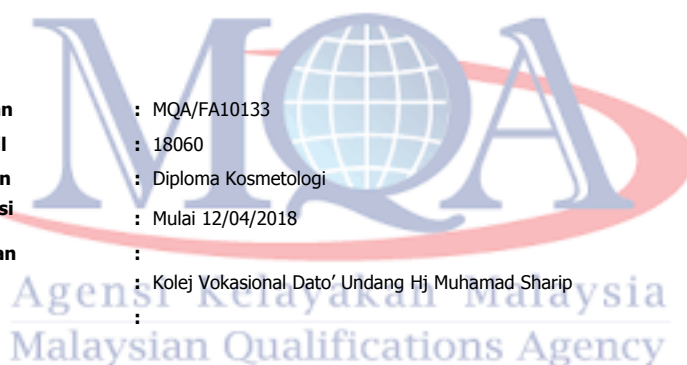 MQA
an : MQA/FA10133
l : 18060
n : Diploma Kosmetologi
si : Mulai 12/04/2018
an :
: Kolej Vokasional Dato’ Undang Hj Muhamad Sharip
:
Agensi Kelayakan Malaysia
Malaysian Qualifications Agency